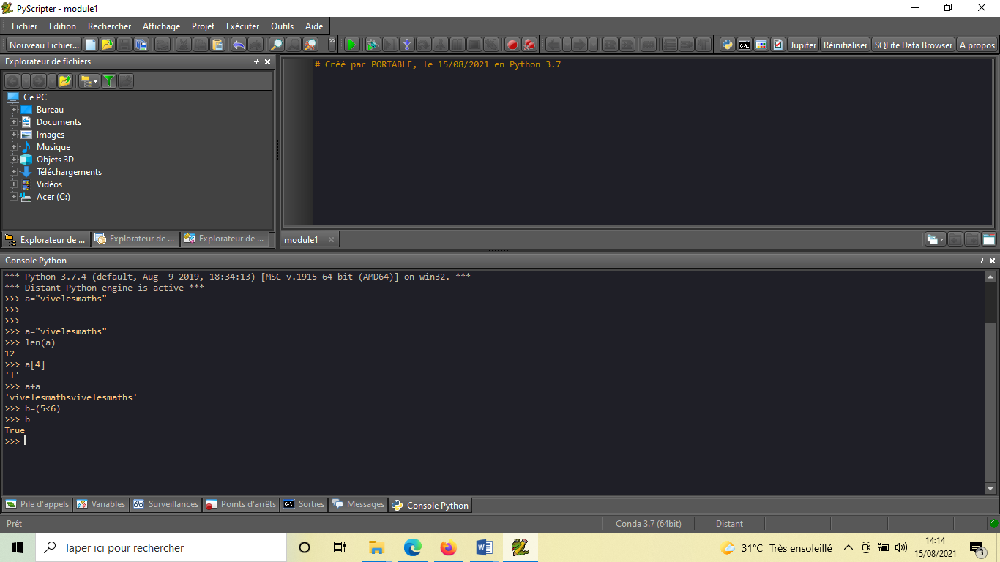 PyScripter - module1
Fichier Edition Rechercher Affichage Projet Exécuter Outils Aide
Nouveau Fichier... » Jupiter Réinitialiser SQLite Data Browser A propos
Explorateur de fichiers
Ce PC
Bureau
Documents
Images
Musique
Objets 3D
Téléchargements
Vidéos
Acer (C:)
Explorateur de ... Explorateur de ... Explorateur de ...
# Créé par PORTABLE, le 15/08/2021 en Python 3.7
module1
Console Python
*** Python 3.7.4 (default, Aug  9 2019, 18:34:13) [MSC v.1915 64 bit (AMD64)] on win32. ***
*** Distant Python engine is active ***
>>> a="vivelesmaths"
>>>
>>>
>>> a="vivelesmaths"
>>> len(a)
12
>>> a[4]
'l'
>>> a+a
'vivelesmathsvivelesmaths'
>>> b=(5<6)
>>> b
True
>>>
Pile d'appels Variables Surveillances Points d'arrêts Sorties Messages Console Python
Prêt Conda 3.7 (64bit) Distant
Taper ici pour rechercher
31°C Très ensoleillé
14:14
15/08/2021
3